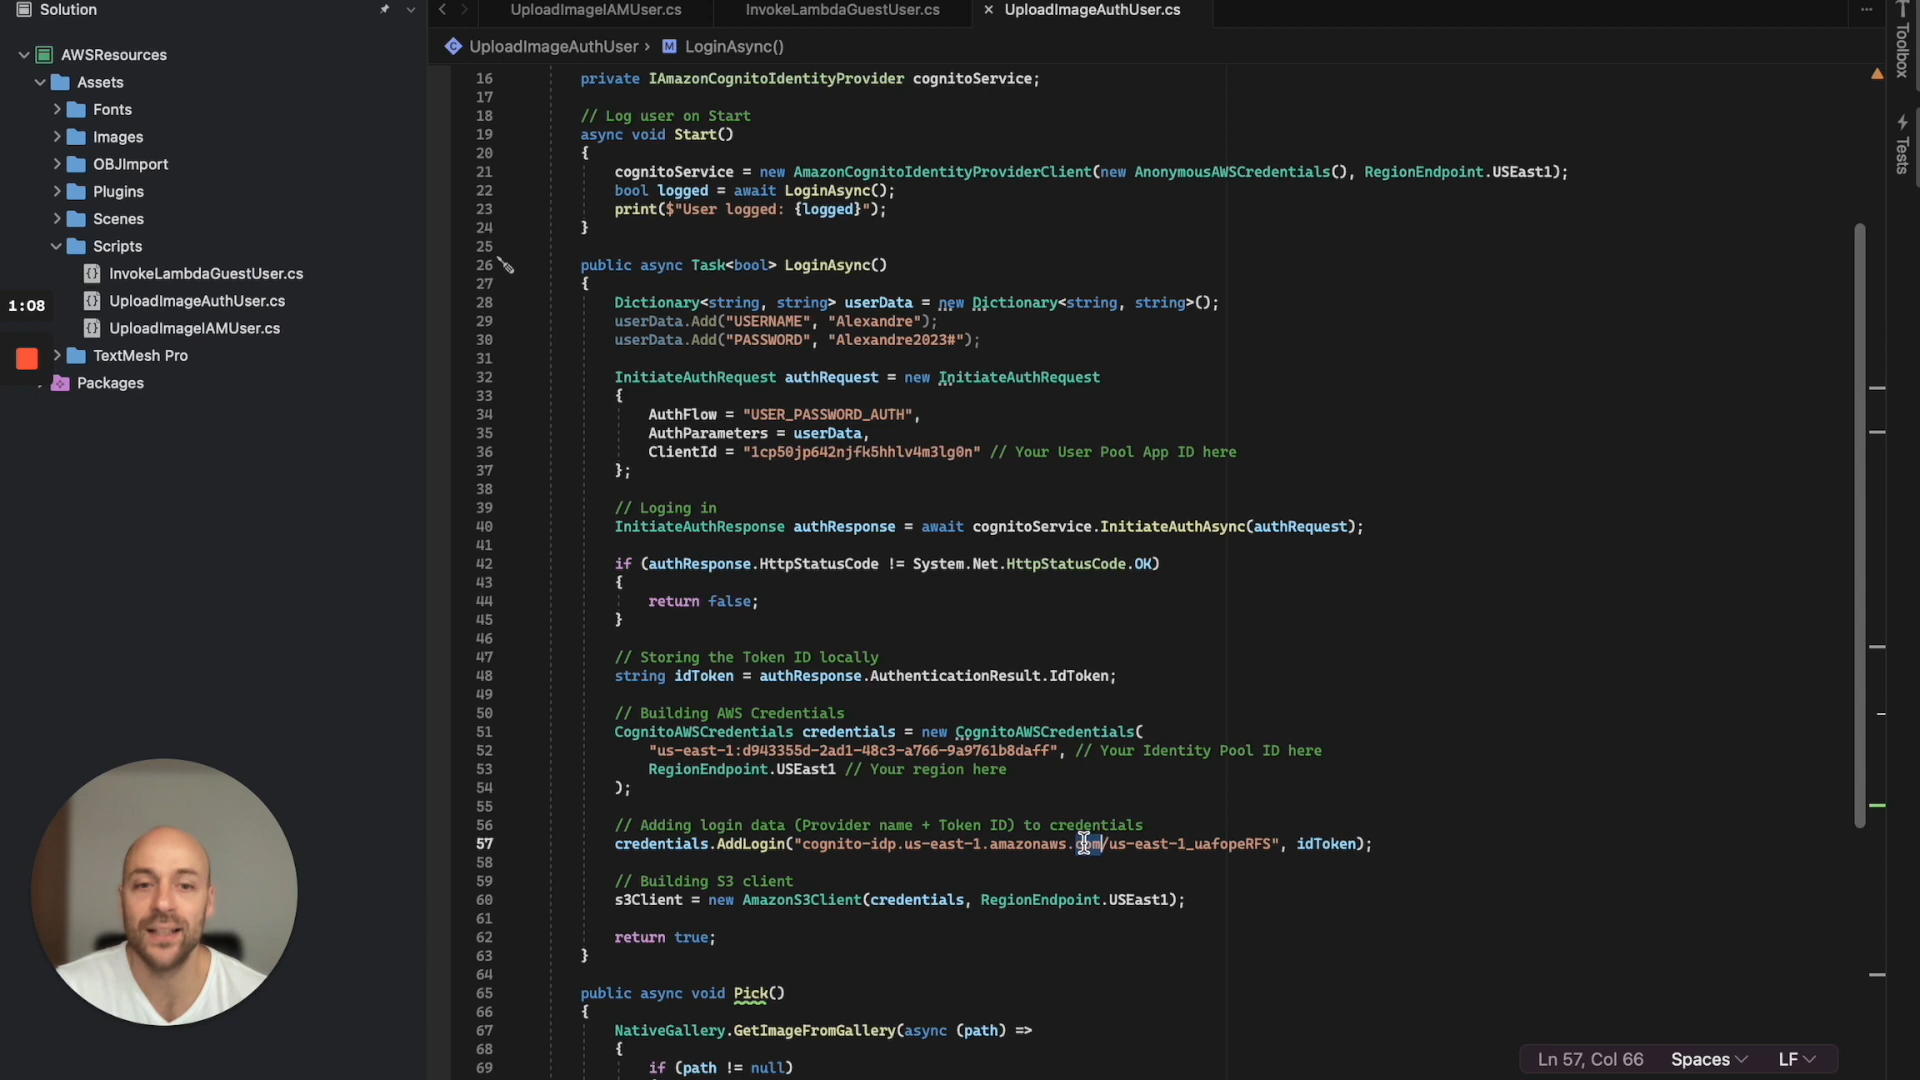 Solution
AWSResources
Assets
Fonts
Images
OBJImport
Plugins
Scenes
Scripts
InvokeLambdaGuestUser.cs
UploadImageAuthUser.cs
UploadImageIAMUser.cs
TextMesh Pro
Packages
1:08
UploadImageIAMUser.cs
InvokeLambdaGuestUser.cs
× UploadImageAuthUser.cs
UploadImageAuthUser › M LoginAsync()
16 private IAmazonCognitoIdentityProvider cognitoService;
17
18 // Log user on Start
19 async void Start()
20 {
21 cognitoService = new AmazonCognitoIdentityProviderClient(new AnonymousAWSCredentials(), RegionEndpoint.USEast1);
22 bool logged = await LoginAsync();
23 print($"User logged: {logged}");
24 }
25
26 public async Task<bool> LoginAsync()
27 {
28 Dictionary<string, string> userData = new Dictionary<string, string>();
29 userData.Add("USERNAME", "Alexandre");
30 userData.Add("PASSWORD", "Alexandre2023#");
31
32 InitiateAuthRequest authRequest = new InitiateAuthRequest
33 {
34 AuthFlow = "USER_PASSWORD_AUTH",
35 AuthParameters = userData,
36 ClientId = "1cp50jp642njfk5hhlv4m3lg0n" // Your User Pool App ID here
37 };
38
39 // Loging in
40 InitiateAuthResponse authResponse = await cognitoService.InitiateAuthAsync(authRequest);
41
42 if (authResponse.HttpStatusCode != System.Net.HttpStatusCode.OK)
43 {
44 return false;
45 }
46
47 // Storing the Token ID locally
48 string idToken = authResponse.AuthenticationResult.IdToken;
49
50 // Building AWS Credentials
51 CognitoAWSCredentials credentials = new CognitoAWSCredentials(
52 "us-east-1:d943355d-2ad1-48c3-a766-9a9761b8daff", // Your Identity Pool ID here
53 RegionEndpoint.USEast1 // Your region here
54 );
55
56 // Adding login data (Provider name + Token ID) to credentials
57 credentials.AddLogin("cognito-idp.us-east-1.amazonaws.com/us-east-1_uafopeRFS", idToken);
58
59 // Building S3 client
60 s3Client = new AmazonS3Client(credentials, RegionEndpoint.USEast1);
61
62 return true;
63 }
64
65 public async void Pick()
66 {
67 NativeGallery.GetImageFromGallery(async (path) =>
68 {
69 if (path != null)
Toolbox
Tests
Ln 57, Col 66 Spaces LF